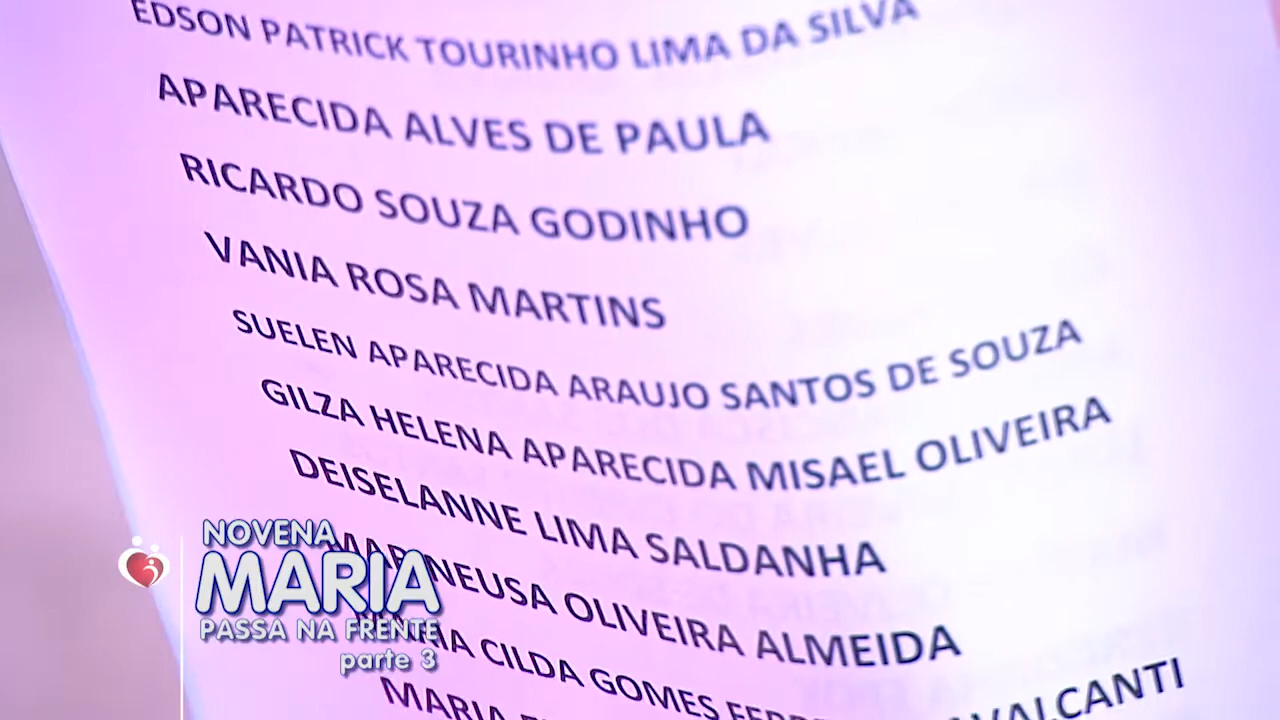 EDSON PATRICK TOURINHO LIMA DA SILVA
APARECIDA ALVES DE PAULA
RICARDO SOUZA GODINHO
VANIA ROSA MARTINS
SUELEN APARECIDA ARAUJO SANTOS DE SOUZA
GILZA HELENA APARECIDA MISAEL OLIVEIRA
DEISELANNE LIMA SALDANHA
OLIVEIRA ALMEIDA
CILDA GOMES
MARIA
NOVENA
MARIA
PASSA NA FRENTE
parte 3